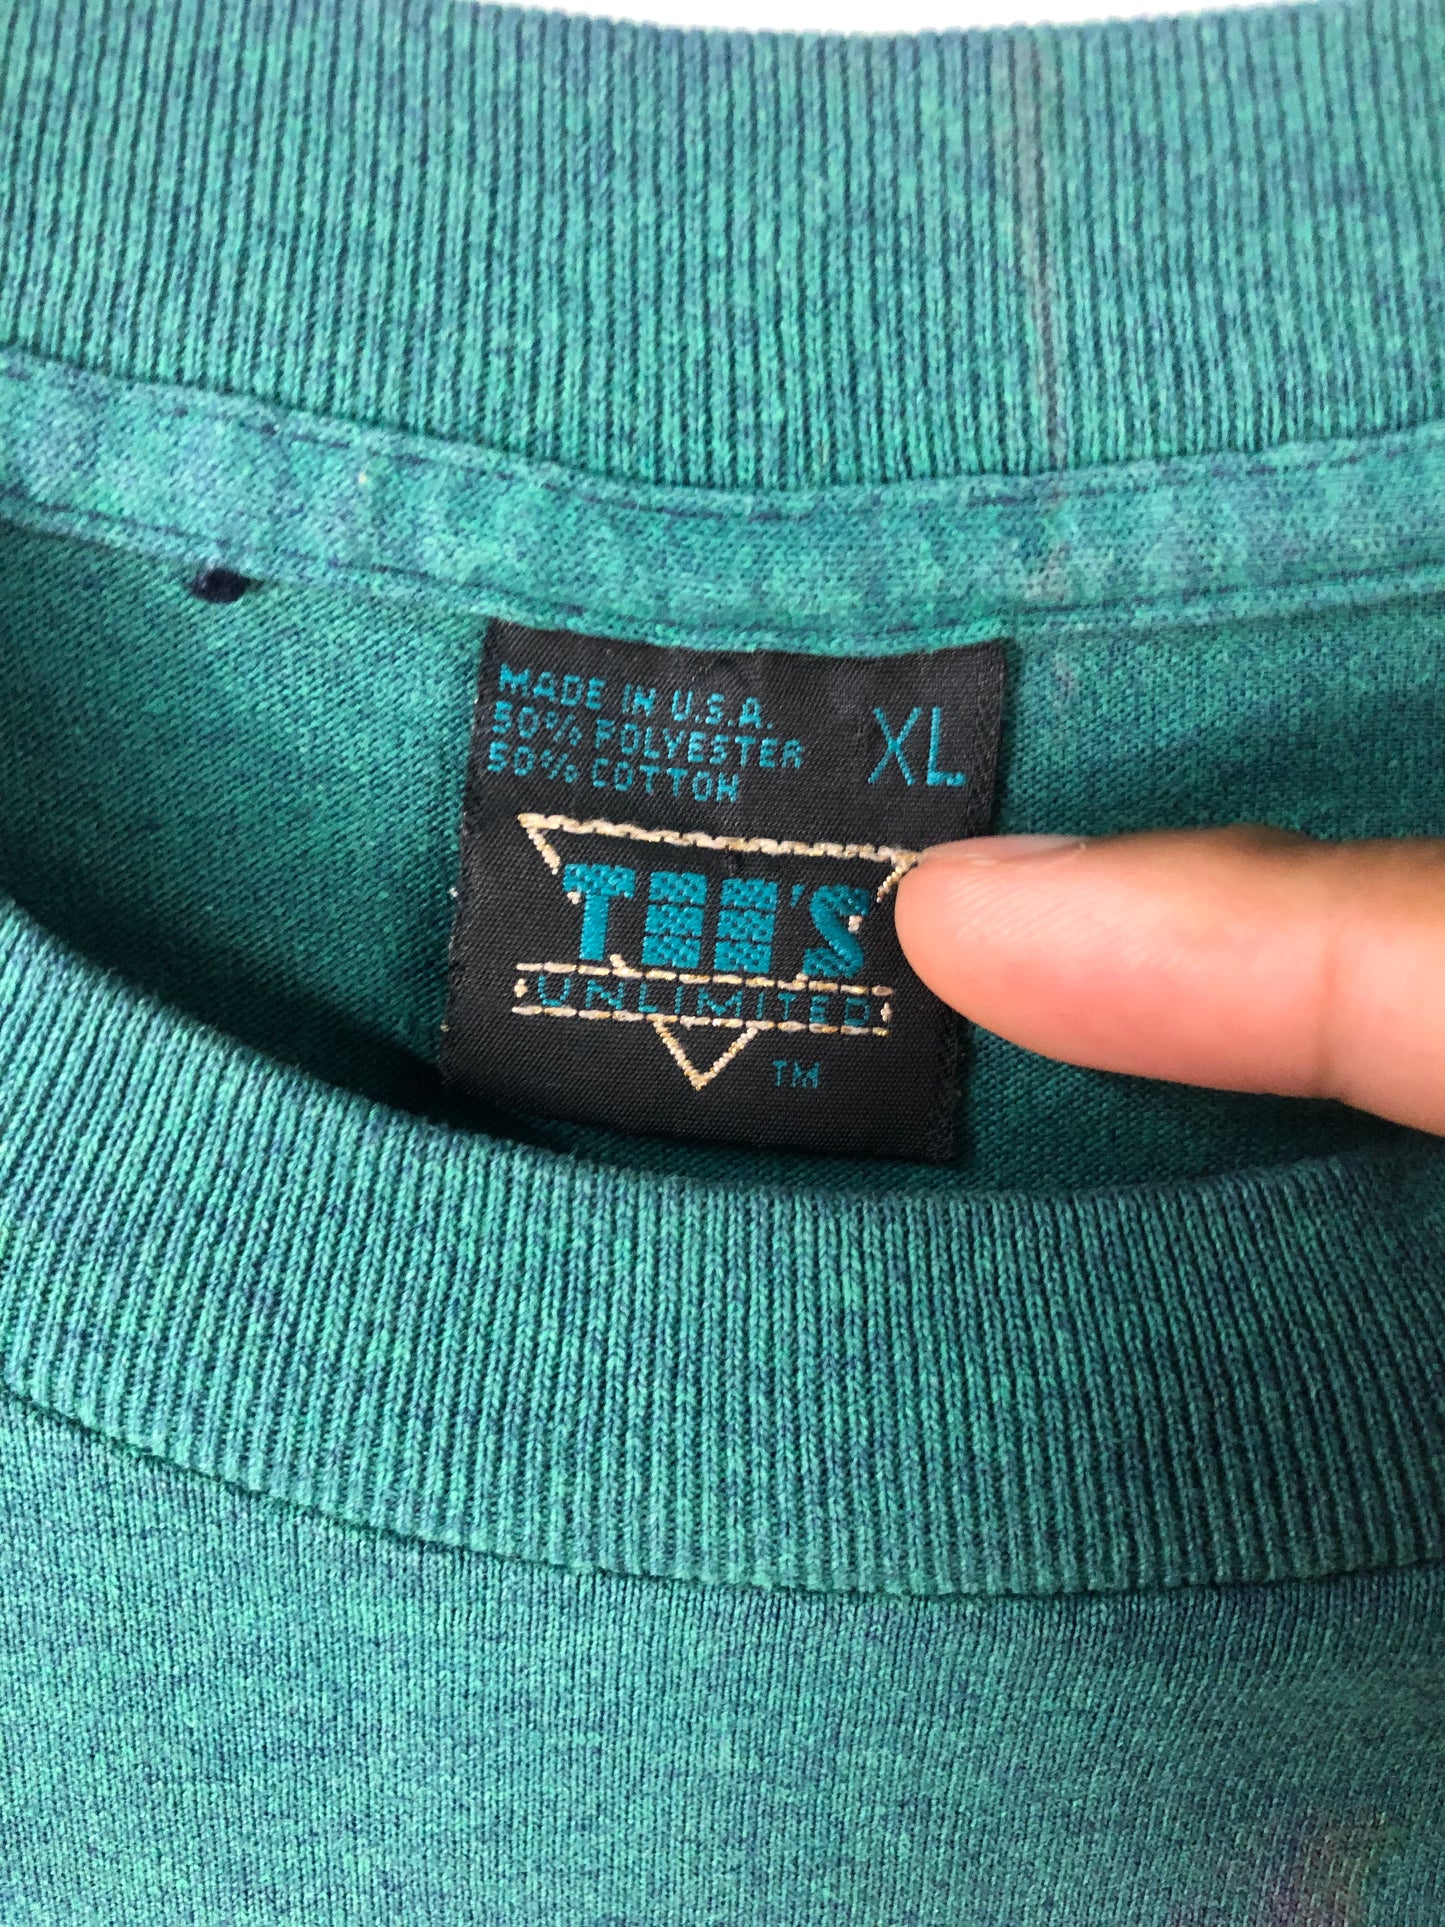 MADE IN U.S.A.
50% POLYESTER
50% COTTON
XL
TEE'S
UNLIMITED
TM